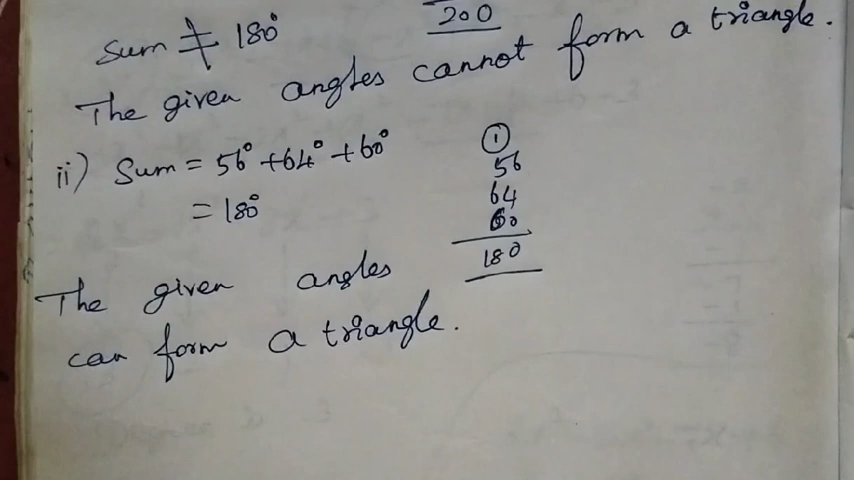 200
Sum ≠ 180°
The given angles cannot form a triangle.
ii) Sum = 56° + 64° + 60°
= 180°
1
56
64
60
180
The given angles
can form a triangle.